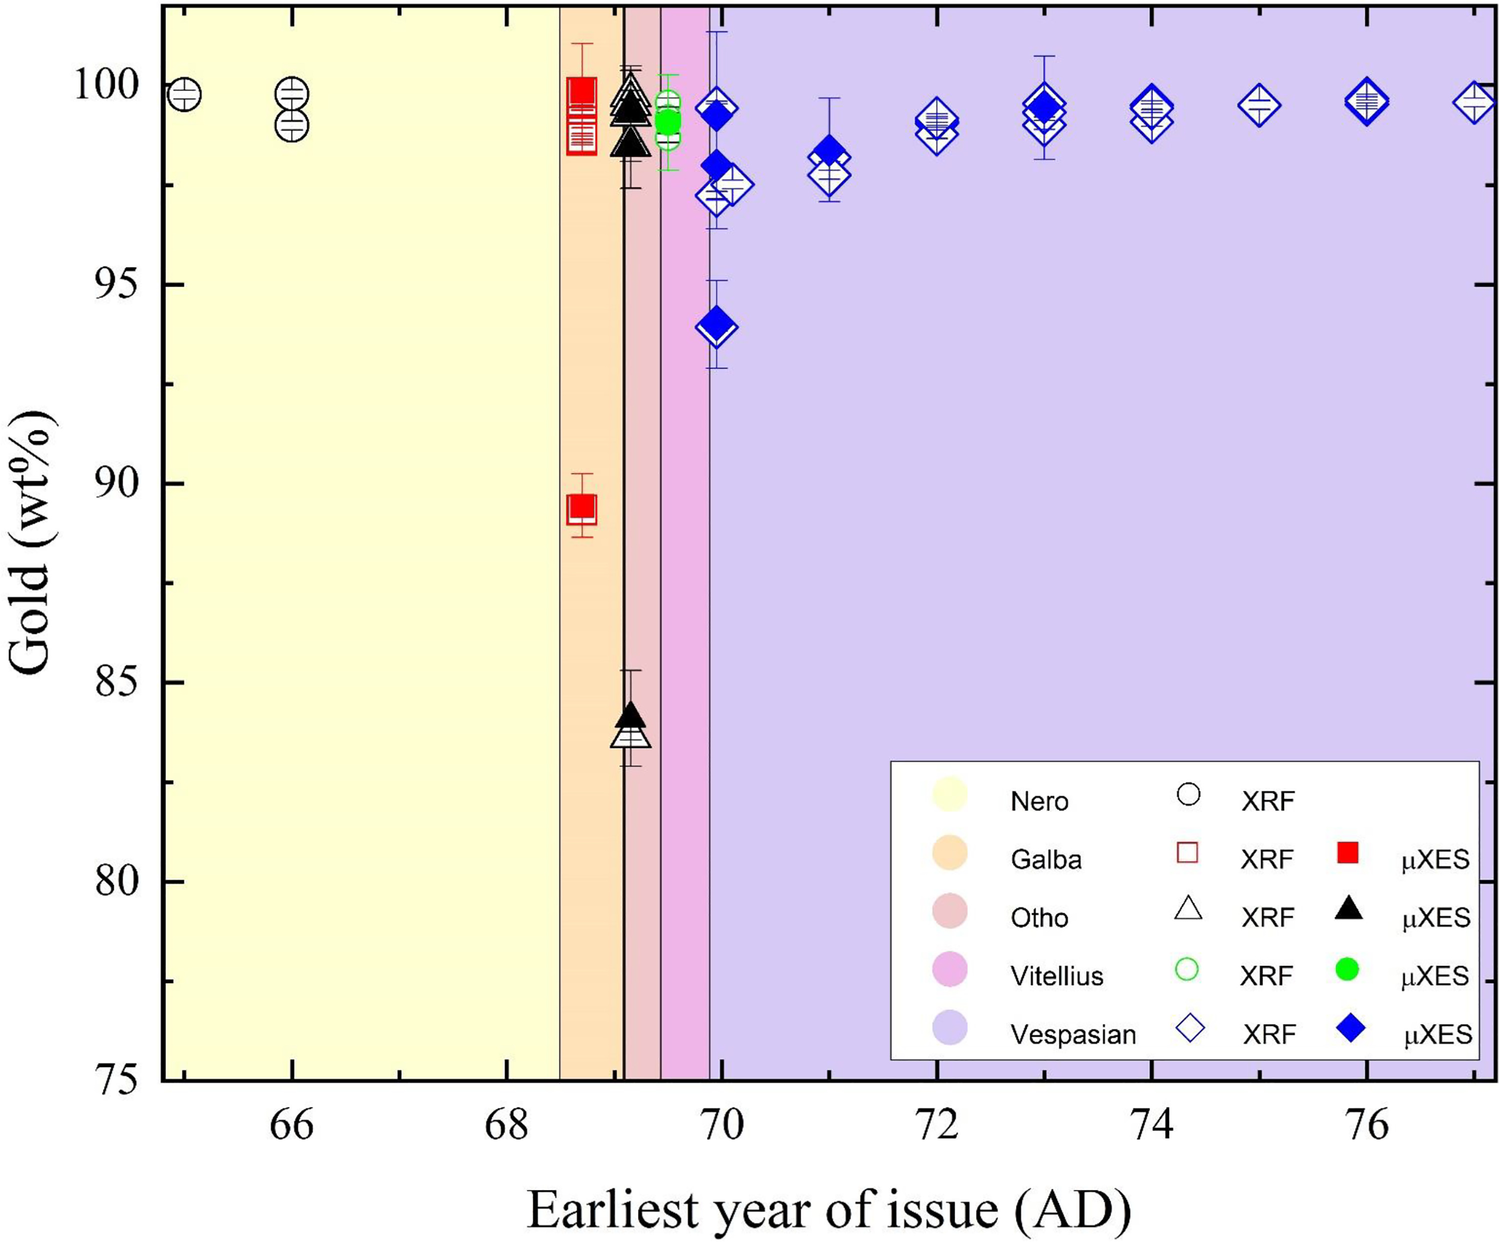 100
95
90
85
80
75
Gold (wt%)
66 68 70 72 74 76
Earliest year of issue (AD)
Nero XRF
Galba XRF μXES
Otho XRF μXES
Vitellius XRF μXES
Vespasian XRF μXES